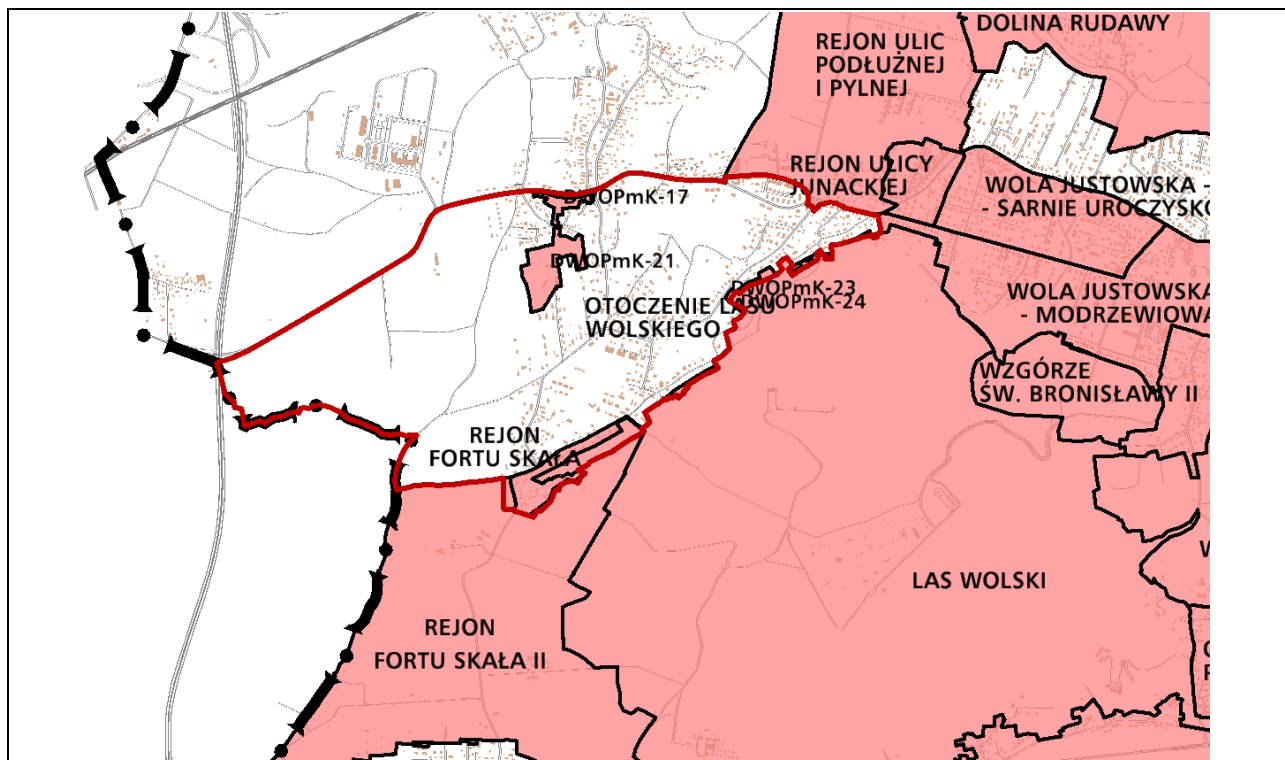 DOLINA RUDAWY
REJON ULIC
PODŁUŻNEJ
I PYLNEJ
REJON ULICY
JUNACKIEJ
WOLA JUSTOWSKA -
- SARNIE UROCZYSKO
DWOPmK-17
DWOPmK-21
DWOPmK-23
DWOPmK-24
OTOCZENIE LASU
WOLSKIEGO
WOLA JUSTOWSKA
- MODRZEWIOWA
WZGÓRZE
ŚW. BRONISŁAWY II
REJON
FORTU SKAŁA
LAS WOLSKI
REJON
FORTU SKAŁA II